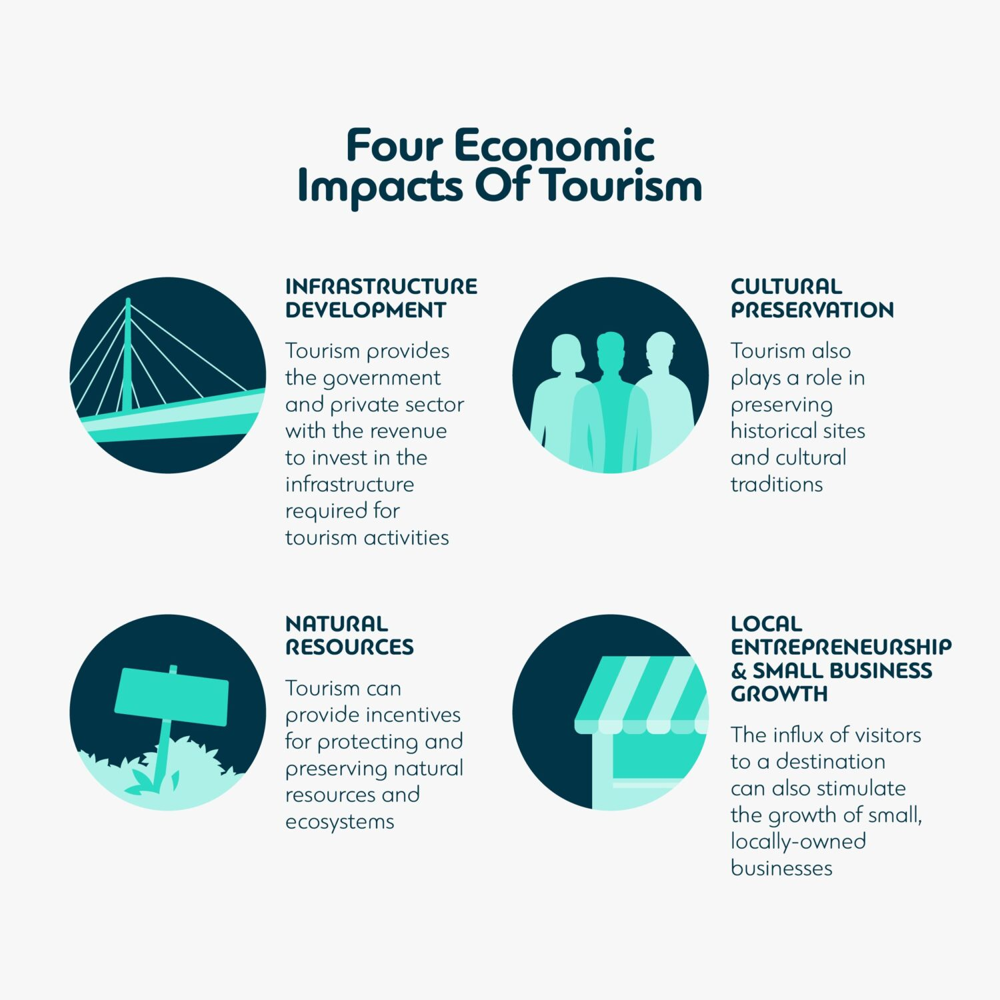 Four Economic
Impacts Of Tourism
INFRASTRUCTURE
DEVELOPMENT
Tourism provides
the government
and private sector
with the revenue
to invest in the
infrastructure
required for
tourism activities
CULTURAL
PRESERVATION
Tourism also
plays a role in
preserving
historical sites
and cultural
traditions
NATURAL
RESOURCES
Tourism can
provide incentives
for protecting and
preserving natural
resources and
ecosystems
LOCAL
ENTREPRENEURSHIP
& SMALL BUSINESS
GROWTH
The influx of visitors
to a destination
can also stimulate
the growth of small,
locally-owned
businesses